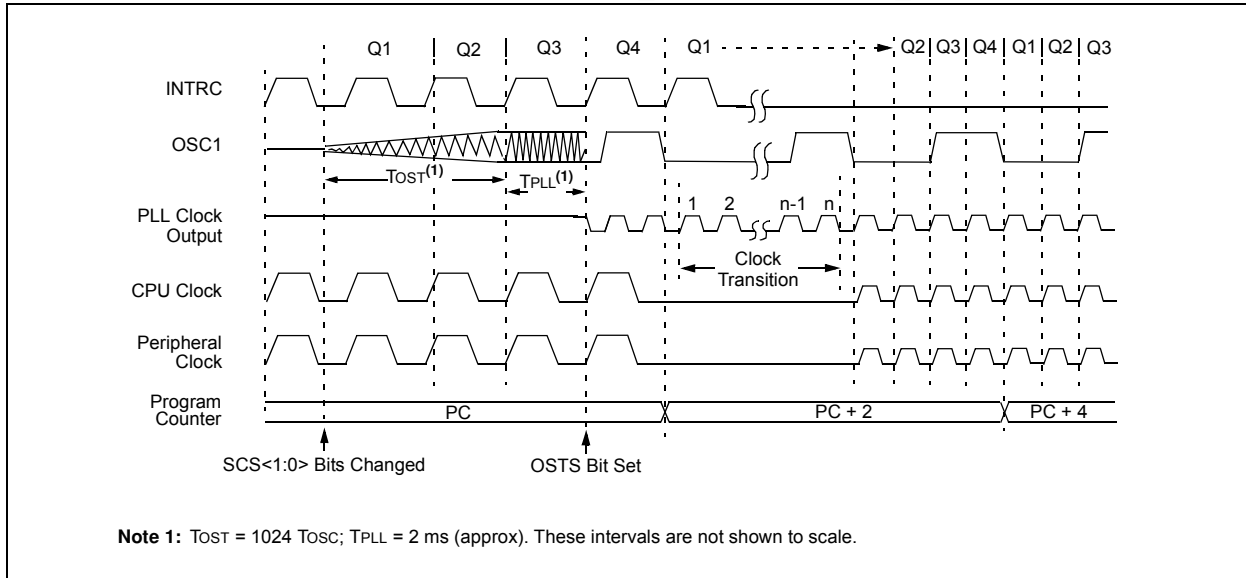 Q1 Q2 Q3 Q4 Q1 Q2 Q3 Q4 Q1 Q2 Q3
INTRC
OSC1
TOST(1) TPLL(1)
1 2 n-1 n
PLL Clock
Output
Clock
Transition
CPU Clock
Peripheral
Clock
Program
Counter
PC PC + 2 PC + 4
SCS<1:0> Bits Changed OSTS Bit Set
Note 1: TOST = 1024 TOSC; TPLL = 2 ms (approx). These intervals are not shown to scale.